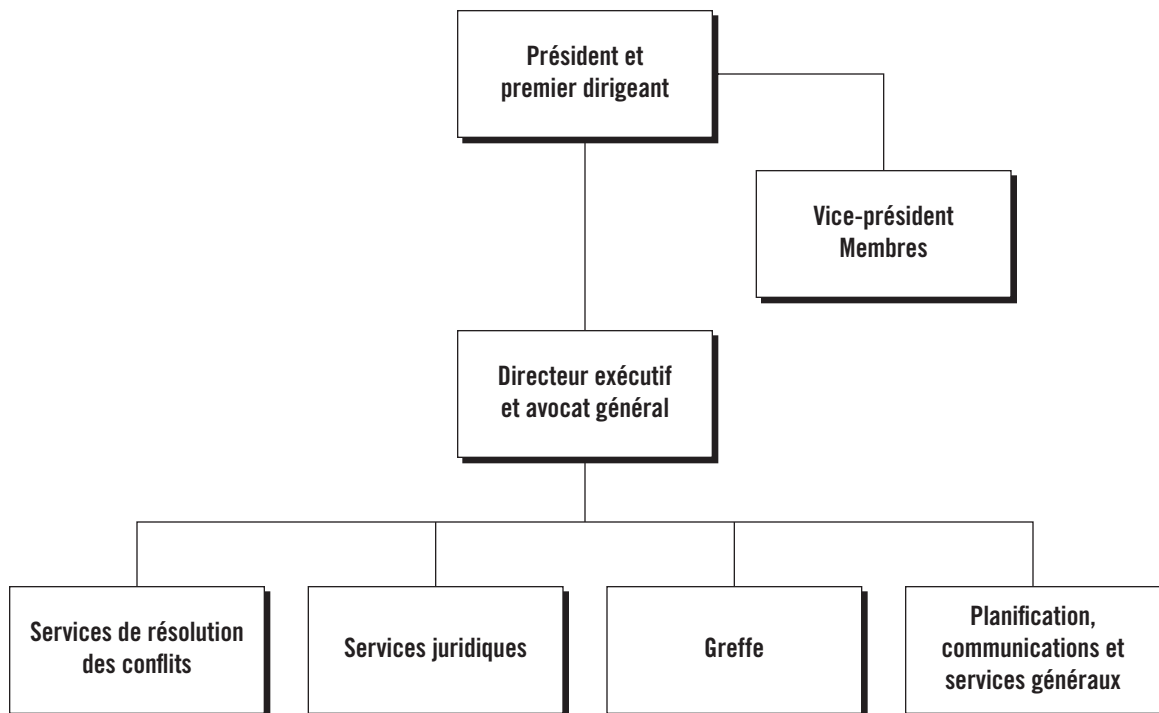 Président et
premier dirigeant
Vice-président
Membres
Directeur exécutif
et avocat général
Services de résolution
des conflits
Services juridiques
Greffe
Planification,
communications et
services généraux